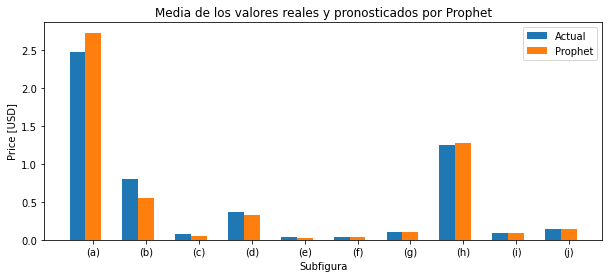 Media de los valores reales y pronosticados por Prophet
Actual
Prophet
Price [USD]
2.5
2.0
1.5
1.0
0.5
0.0
(a) (b) (c) (d) (e) (f) (g) (h) (i) (j)
Subfigura